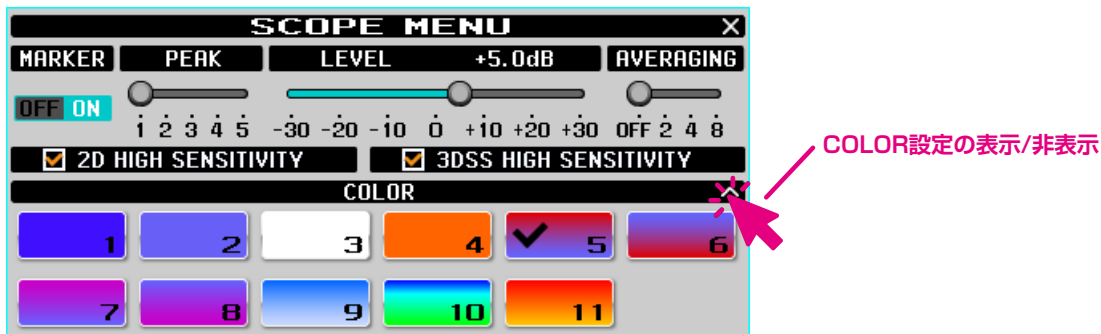 SCOPE MENU ×
MARKER PEAK LEVEL +5.0dB AVERAGING
OFF ON
1 2 3 4 5 -30 -20 -10 0 +10 +20 +30 OFF 2 4 8
2D HIGH SENSITIVITY 3DSS HIGH SENSITIVITY
COLOR設定の表示/非表示
COLOR
1 2 3 4 5 6
7 8 9 10 11